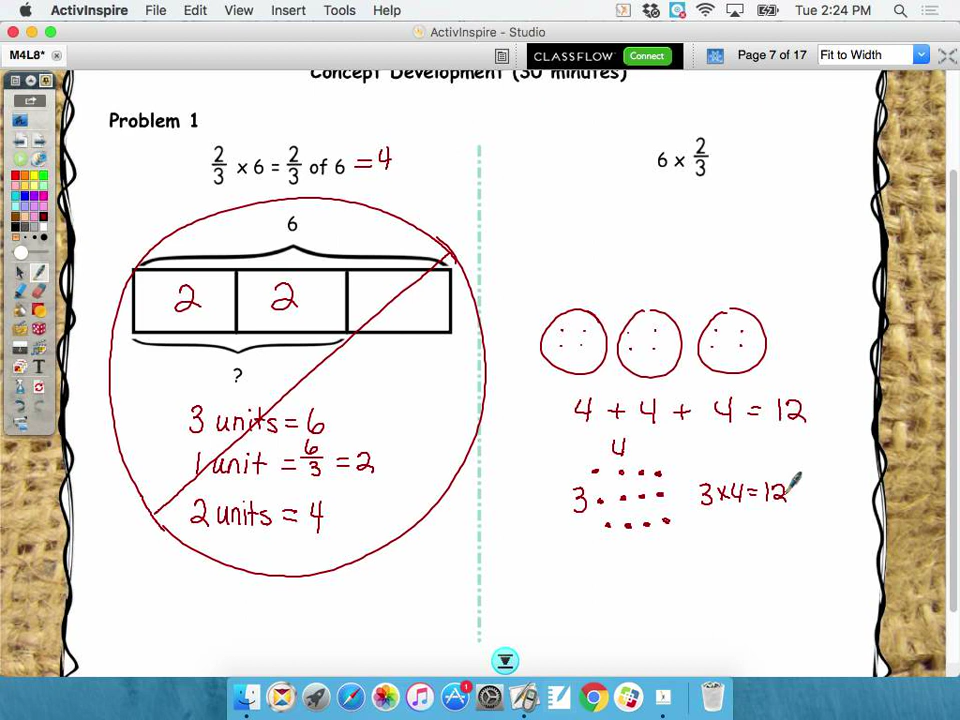 ActivInspire File Edit View Insert Tools Help Tue 2:24 PM
ActivInspire - Studio
M4L8* CLASSFLOW Connect Page 7 of 17 Fit to Width
Concept Development (30 minutes)
Problem 1
2/3 x 6 = 2/3 of 6 = 4
6
2 2
?
3 units = 6
1 unit = 6/3 = 2
2 units = 4
6 x 2/3
4 + 4 + 4 = 12
4
3
3x4=12
T
1